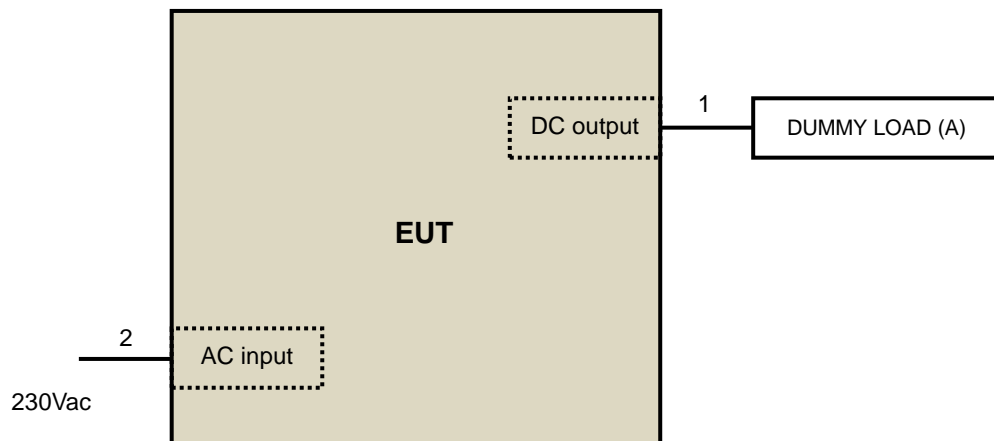 1
DC output
DUMMY LOAD (A)
EUT
2
AC input
230Vac